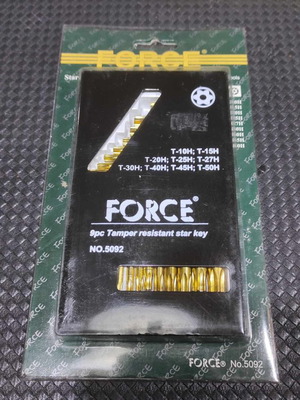 FORCE®
T-10H; T-15H
T-20H; T-25H; T-27H
T-30H; T-40H; T-45H; T-50H
FORCE®
9pc Tamper resistant star key
NO.5092
FORCE® No.5092